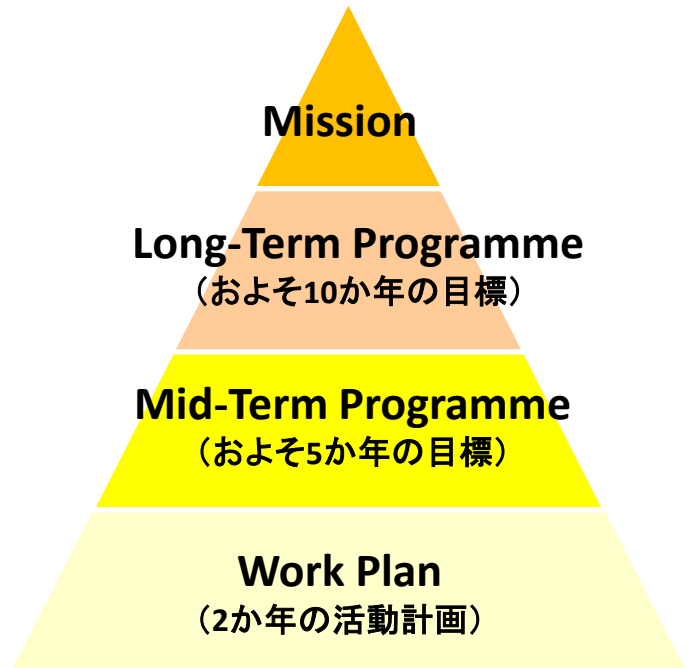 Mission
Long-Term Programme
（およそ10か年の目標）
Mid-Term Programme
（およそ5か年の目標）
Work Plan
（2か年の活動計画）